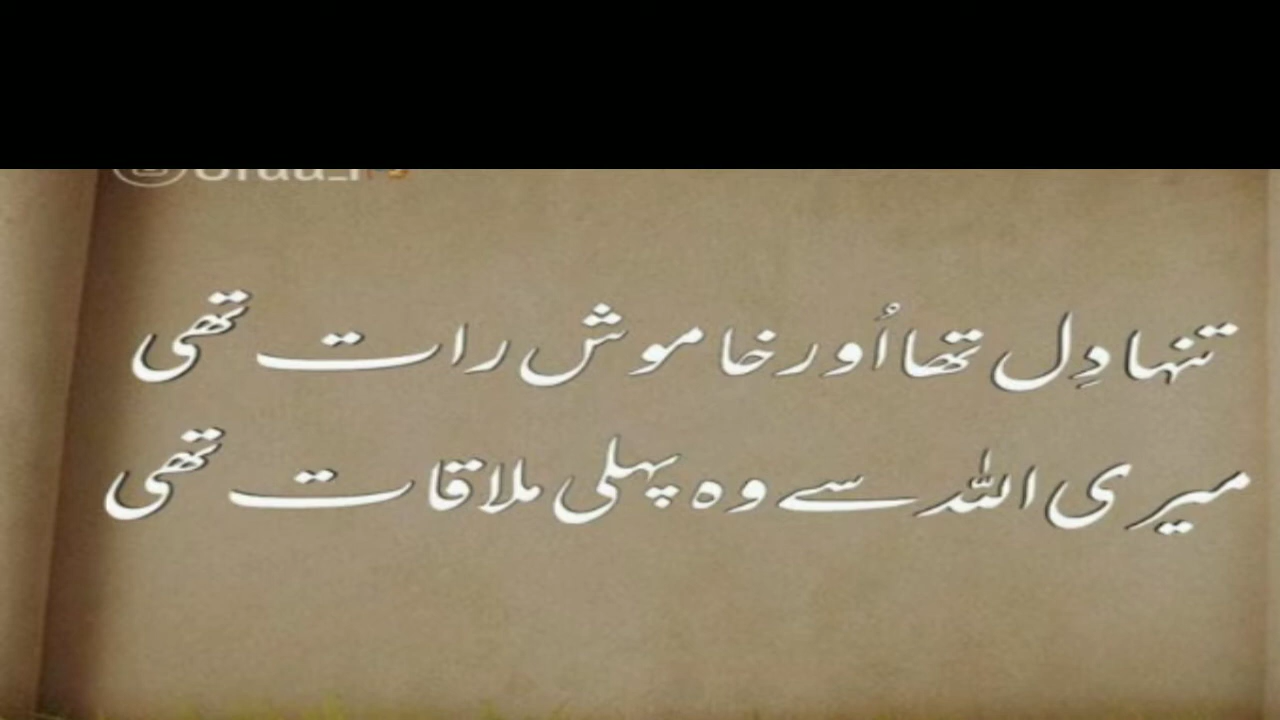 تنہا دِل تھا اُور خاموش رات تھی
میری اللہ سے وہ پہلی ملاقات تھی